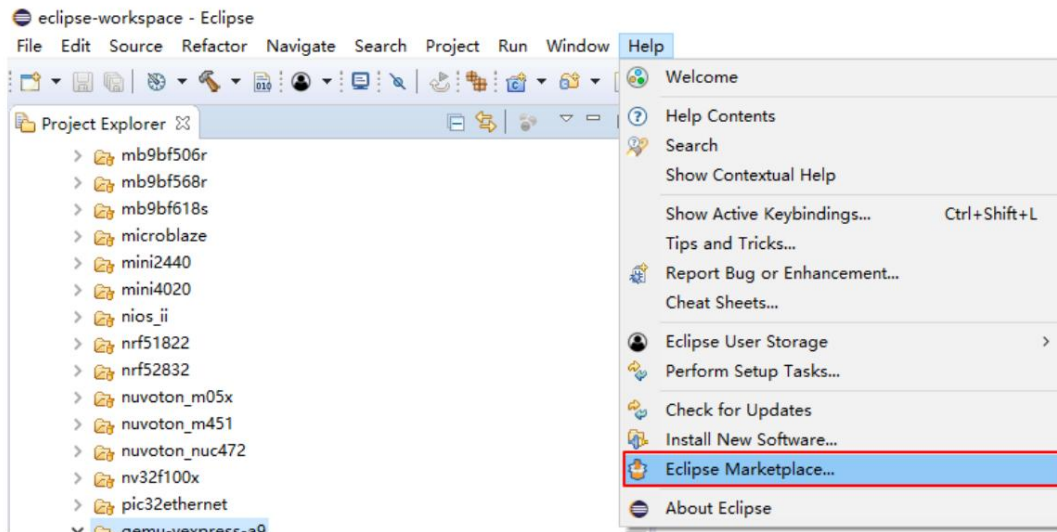 eclipse-workspace - Eclipse
File Edit Source Refactor Navigate Search Project Run Window Help
Project Explorer
mb9bf506r
mb9bf568r
mb9bf618s
microblaze
mini2440
mini4020
nios_ii
nrf51822
nrf52832
nuvoton_m05x
nuvoton_m451
nuvoton_nuc472
nv32f100x
pic32ethernet
qemu-vexpress-a9
Welcome
Help Contents
Search
Show Contextual Help
Show Active Keybindings... Ctrl+Shift+L
Tips and Tricks...
Report Bug or Enhancement...
Cheat Sheets...
Eclipse User Storage
Perform Setup Tasks...
Check for Updates
Install New Software...
Eclipse Marketplace...
About Eclipse